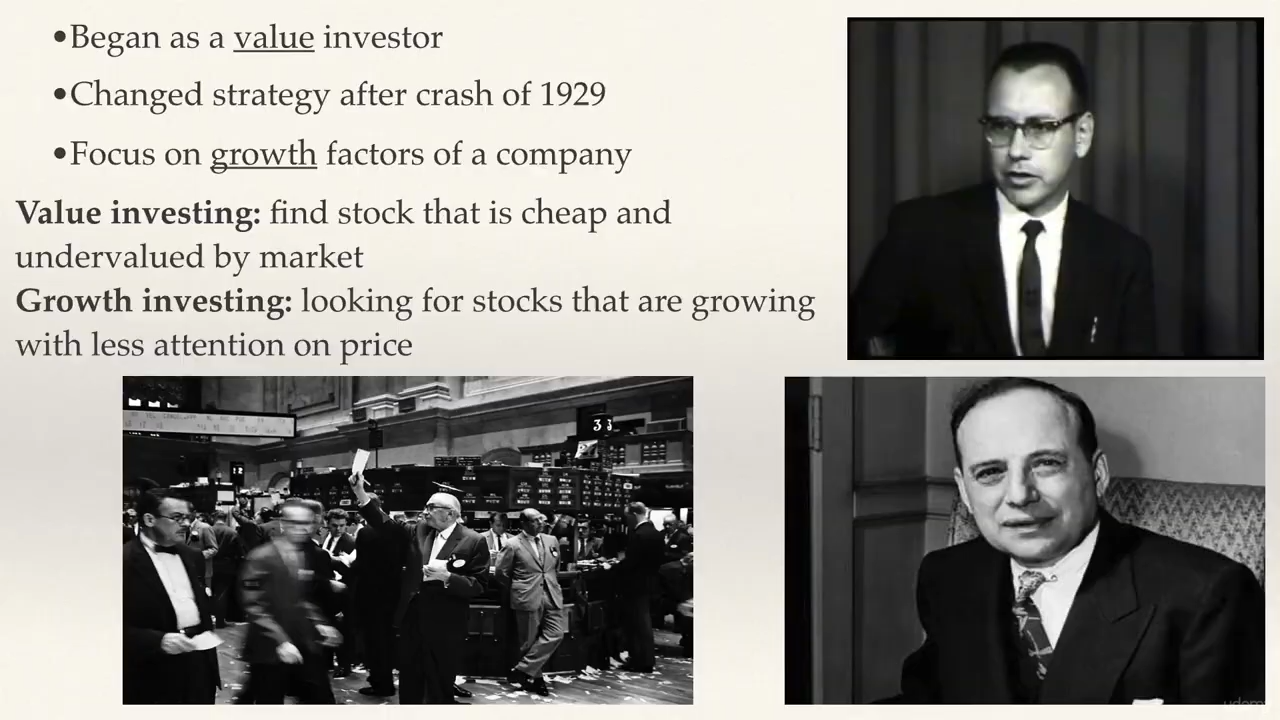 •Began as a value investor
•Changed strategy after crash of 1929
•Focus on growth factors of a company
Value investing: find stock that is cheap and
undervalued by market
Growth investing: looking for stocks that are growing
with less attention on price
udemy